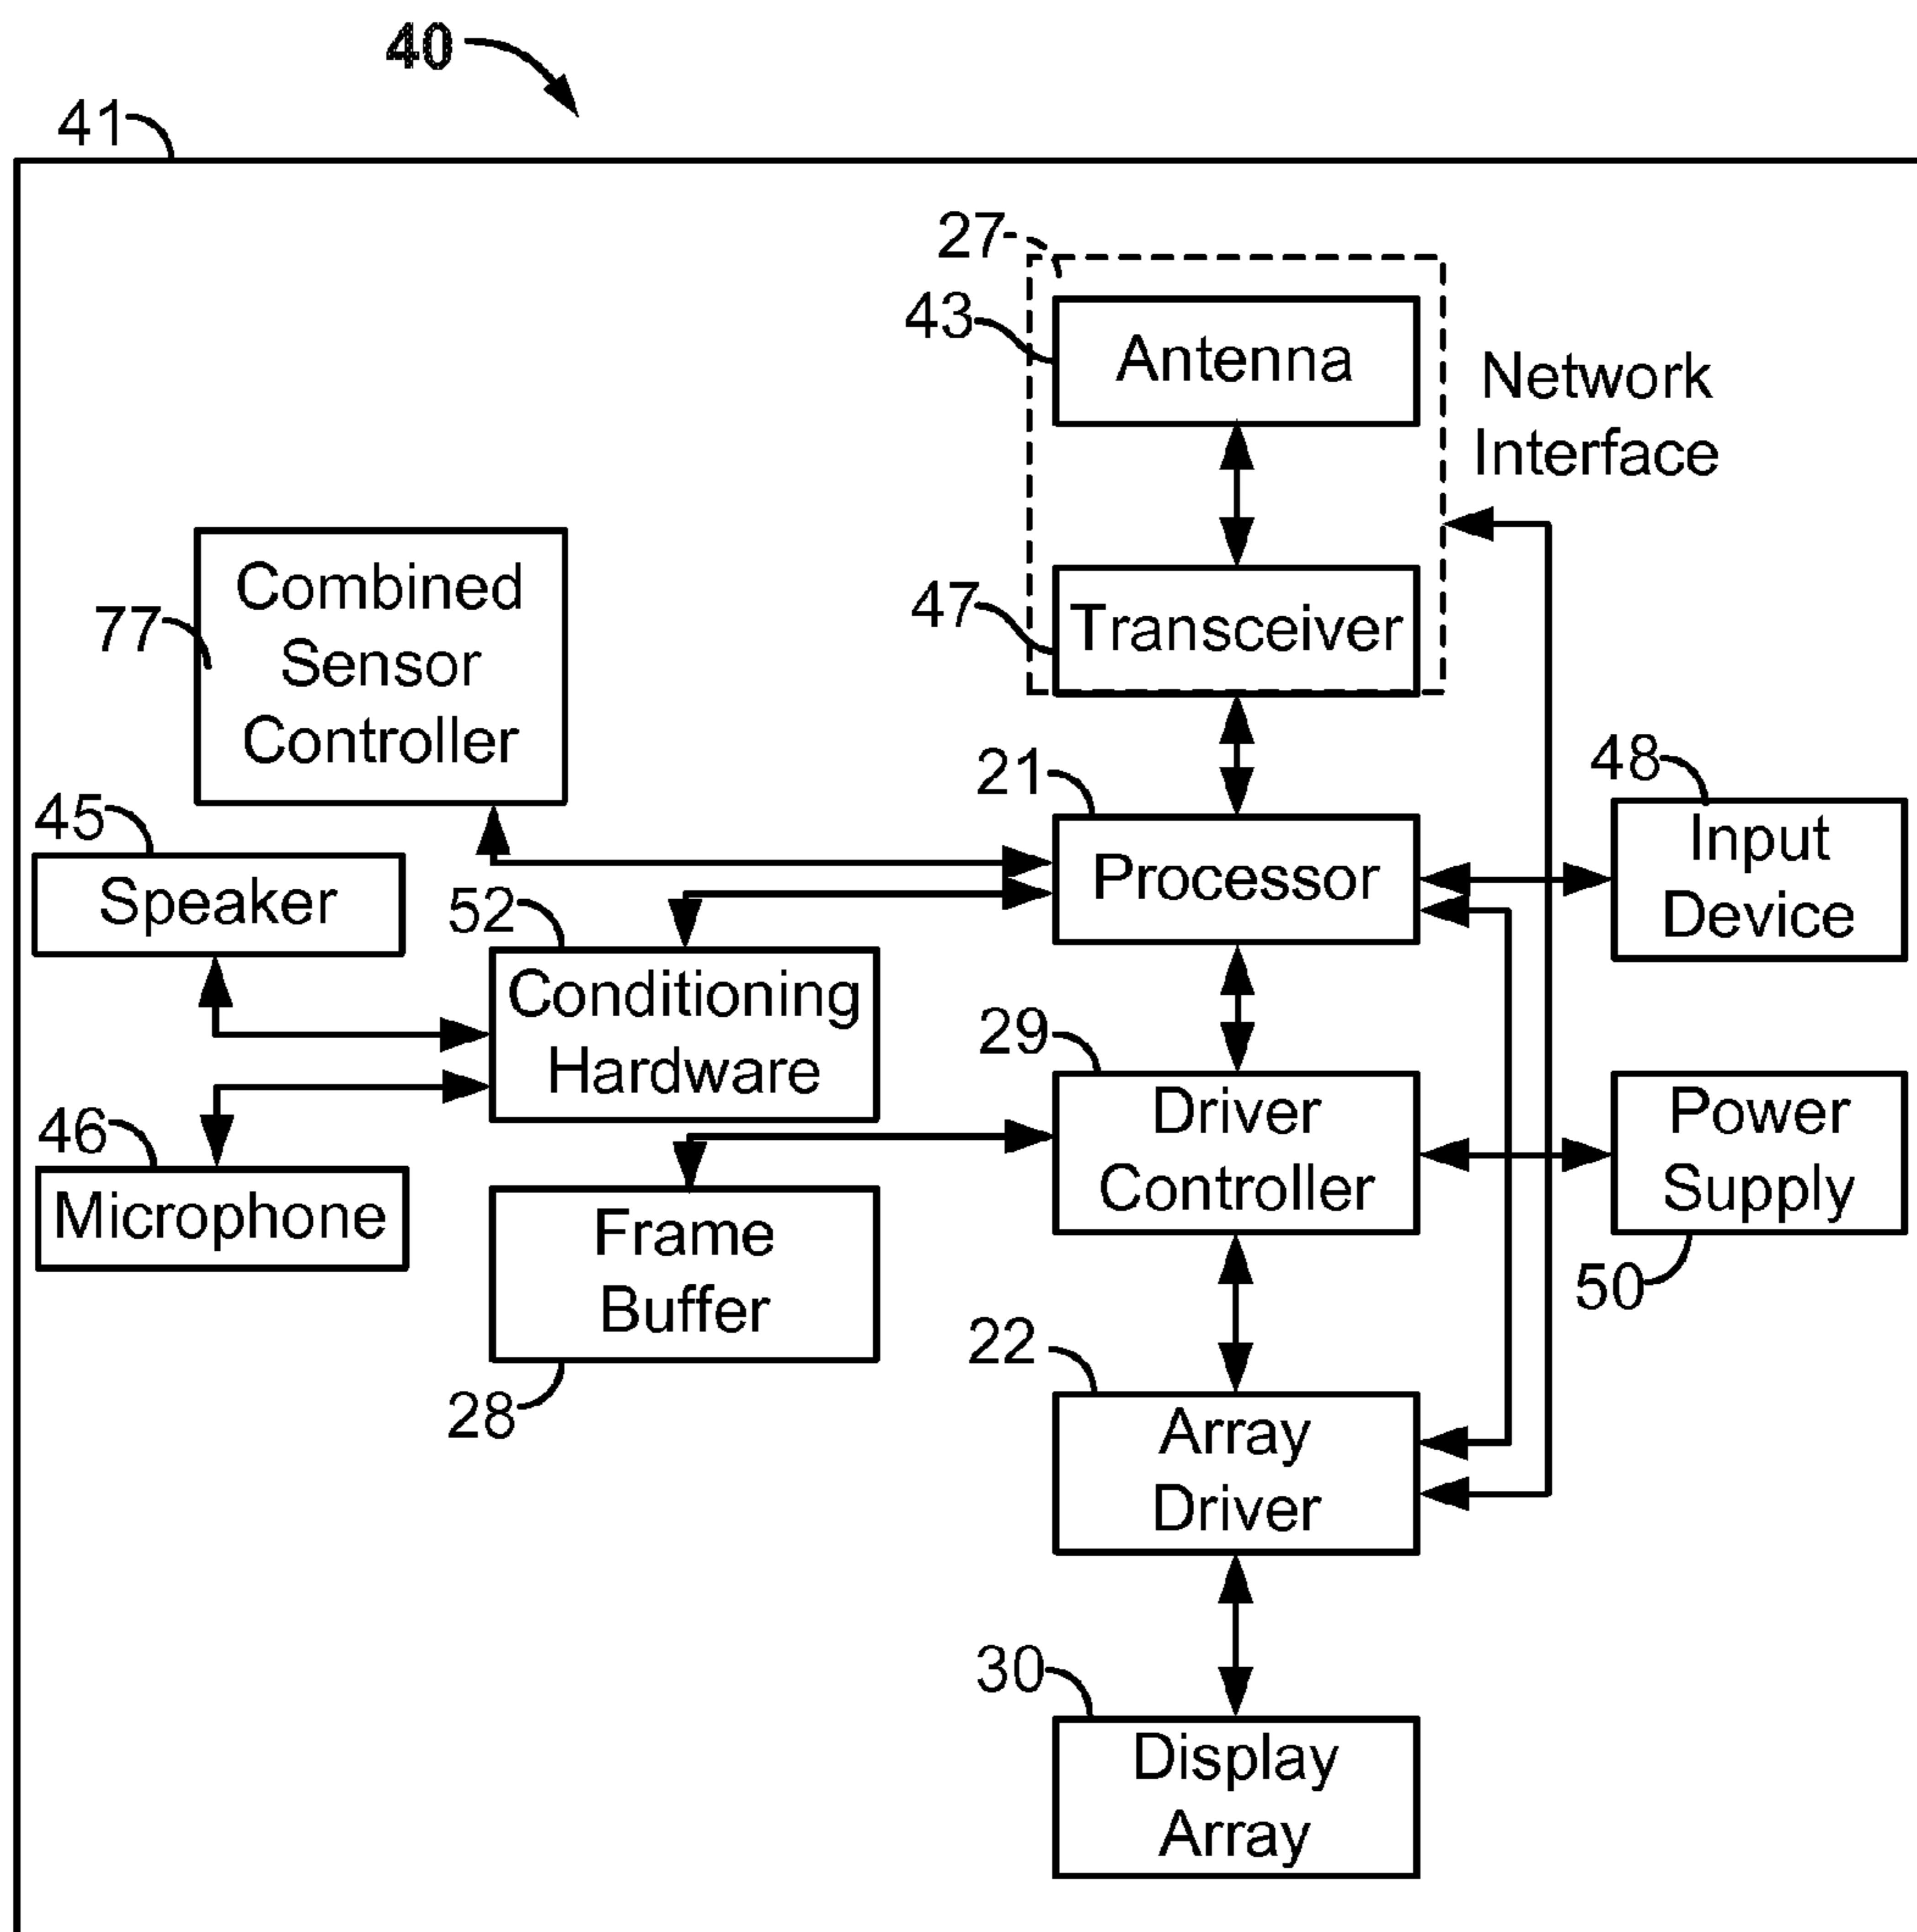 40
41
27
43
Antenna
Network
Interface
Combined
Sensor
Controller
77
47
Transceiver
21
48
45
Processor
Input
Device
Speaker
52
Conditioning
Hardware
29
46
Driver
Controller
Power
Supply
Microphone
Frame
Buffer
50
28
22
Array
Driver
30
Display
Array